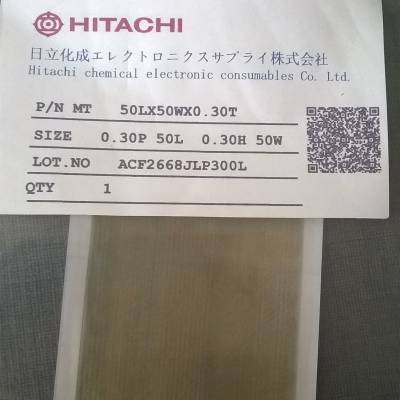 HITACHI
日立化成エレクトロニクスサプライ株式会社
Hitachi chemical electronic consumables Co. Ltd.
P/N MT 50LX50WX0.30T
SIZE 0.30P 50L 0.30H 50W
LOT.NO ACF2668JLP300L
QTY 1